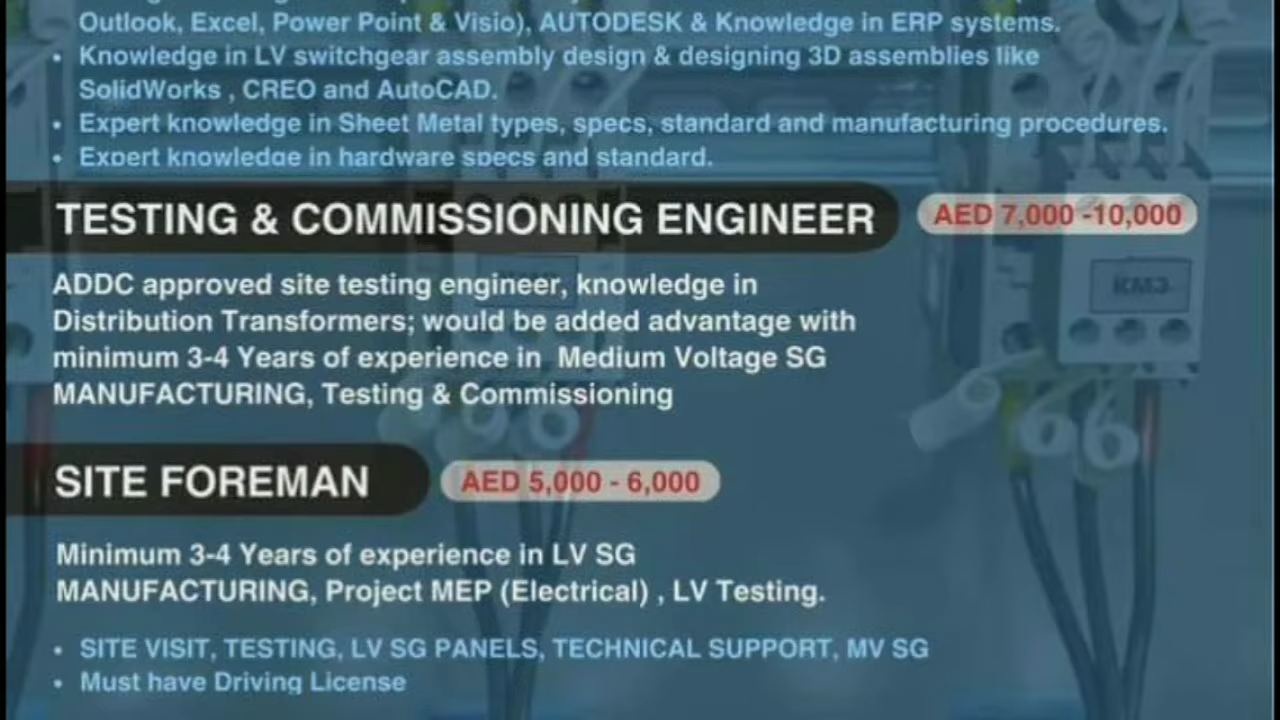 Outlook, Excel, Power Point & Visio), AUTODESK & Knowledge in ERP systems.
• Knowledge in LV switchgear assembly design & designing 3D assemblies like
SolidWorks , CREO and AutoCAD.
• Expert knowledge in Sheet Metal types, specs, standard and manufacturing procedures.
• Expert knowledge in hardware specs and standard.
TESTING & COMMISSIONING ENGINEER AED 7,000 -10,000
ADDC approved site testing engineer, knowledge in
Distribution Transformers; would be added advantage with
minimum 3-4 Years of experience in Medium Voltage SG
MANUFACTURING, Testing & Commissioning
KM3
66
SITE FOREMAN AED 5,000 - 6,000
Minimum 3-4 Years of experience in LV SG
MANUFACTURING, Project MEP (Electrical) , LV Testing.
• SITE VISIT, TESTING, LV SG PANELS, TECHNICAL SUPPORT, MV SG
• Must have Driving License